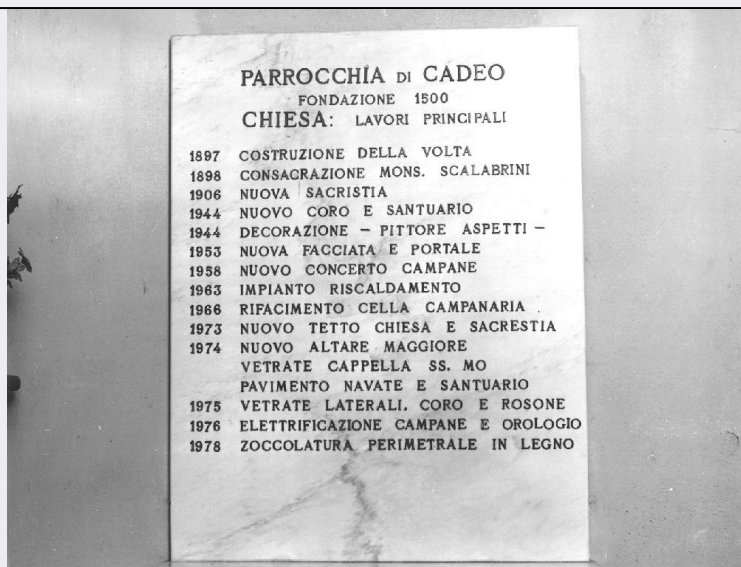 PARROCCHIA DI CADEO
FONDAZIONE 1500
CHIESA: LAVORI PRINCIPALI
1897 COSTRUZIONE DELLA VOLTA
1898 CONSACRAZIONE MONS. SCALABRINI
1906 NUOVA SACRISTIA
1944 NUOVO CORO E SANTUARIO
1944 DECORAZIONE – PITTORE ASPETTI –
1953 NUOVA FACCIATA E PORTALE
1958 NUOVO CONCERTO CAMPANE
1963 IMPIANTO RISCALDAMENTO
1966 RIFACIMENTO CELLA CAMPANARIA
1973 NUOVO TETTO CHIESA E SACRESTIA
1974 NUOVO ALTARE MAGGIORE
VETRATE CAPPELLA SS. MO
PAVIMENTO NAVATE E SANTUARIO
1975 VETRATE LATERALI. CORO E ROSONE
1976 ELETTRIFICAZIONE CAMPANE E OROLOGIO
1978 ZOCCOLATURA PERIMETRALE IN LEGNO